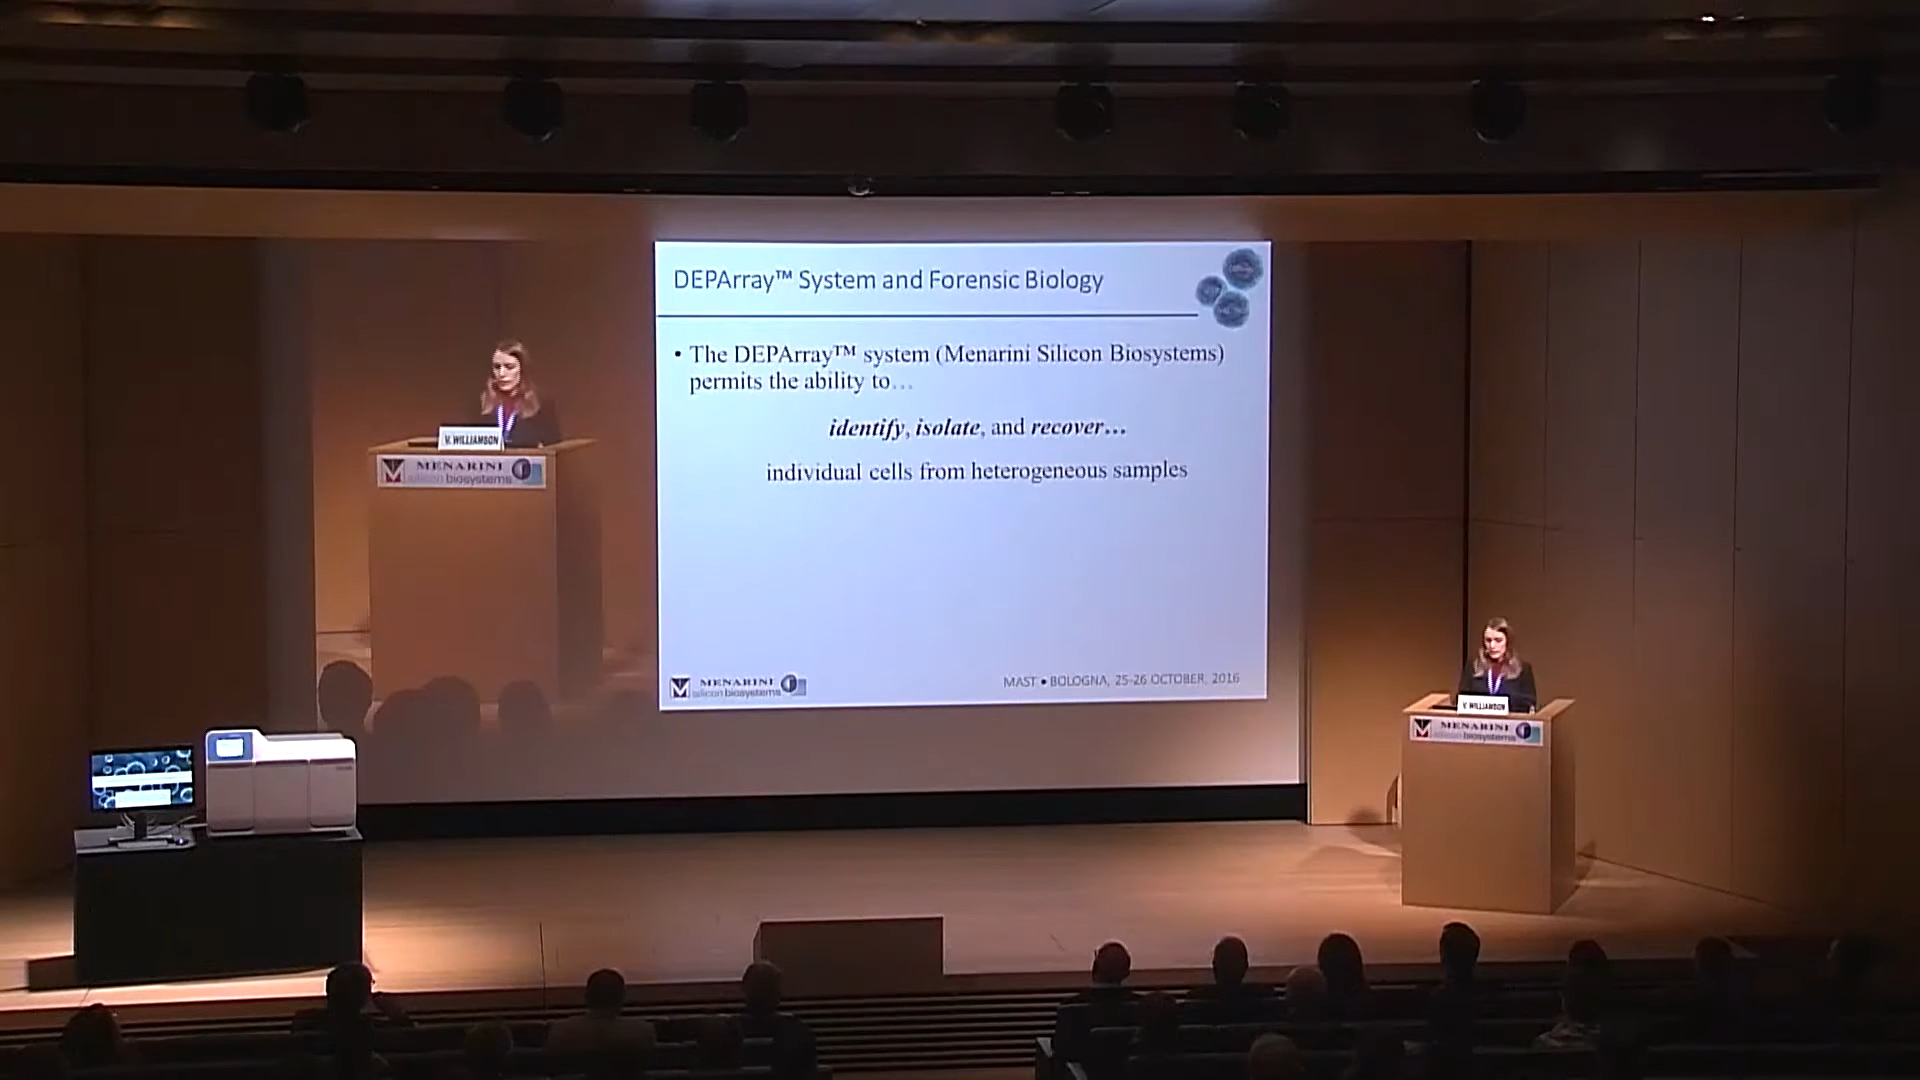 DEPArray™ System and Forensic Biology
• The DEPArray™ system (Menarini Silicon Biosystems)
permits the ability to…
identify, isolate, and recover…
individual cells from heterogeneous samples
MENARINI
silicon biosystems
MAST • BOLOGNA, 25-26 OCTOBER, 2016
V. WILLIAMSON
MENARINI
silicon biosystems
V. WILLIAMSON
MENARINI
silicon biosystems